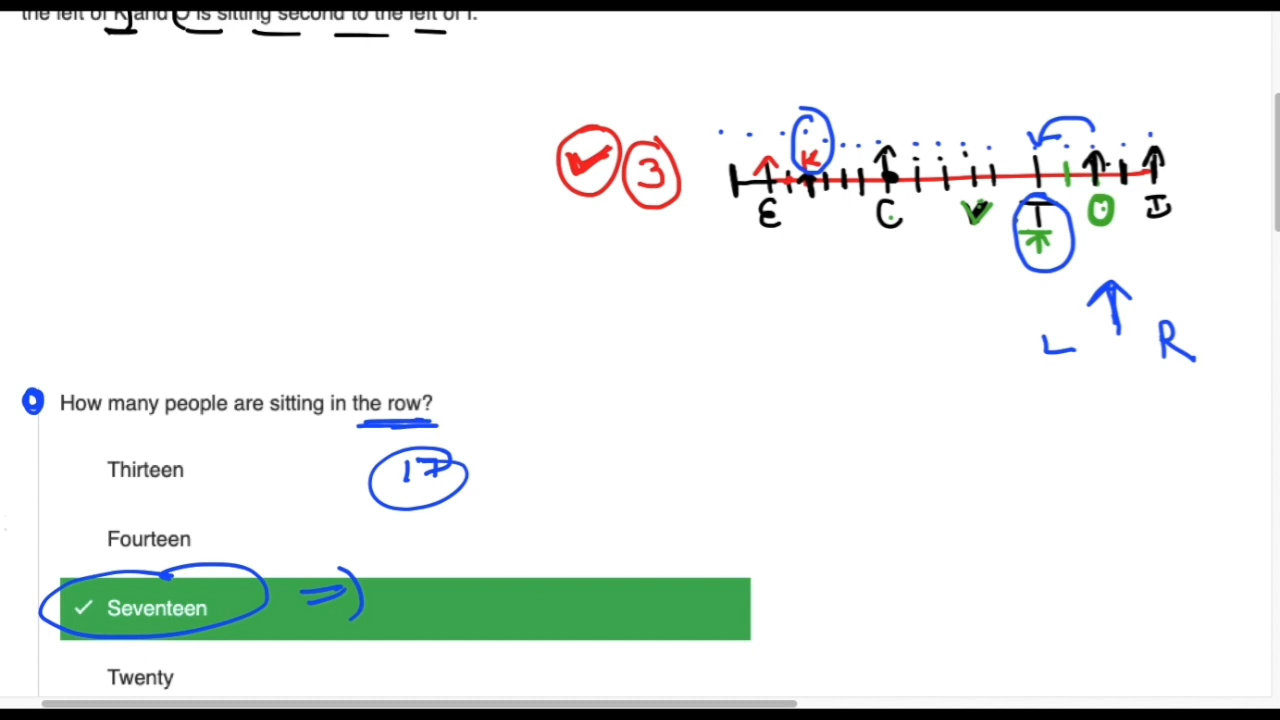 the left of K and O is sitting second to the left of I.
3
K
E C V T O I
L R
How many people are sitting in the row?
Thirteen
17
Fourteen
Seventeen
Twenty